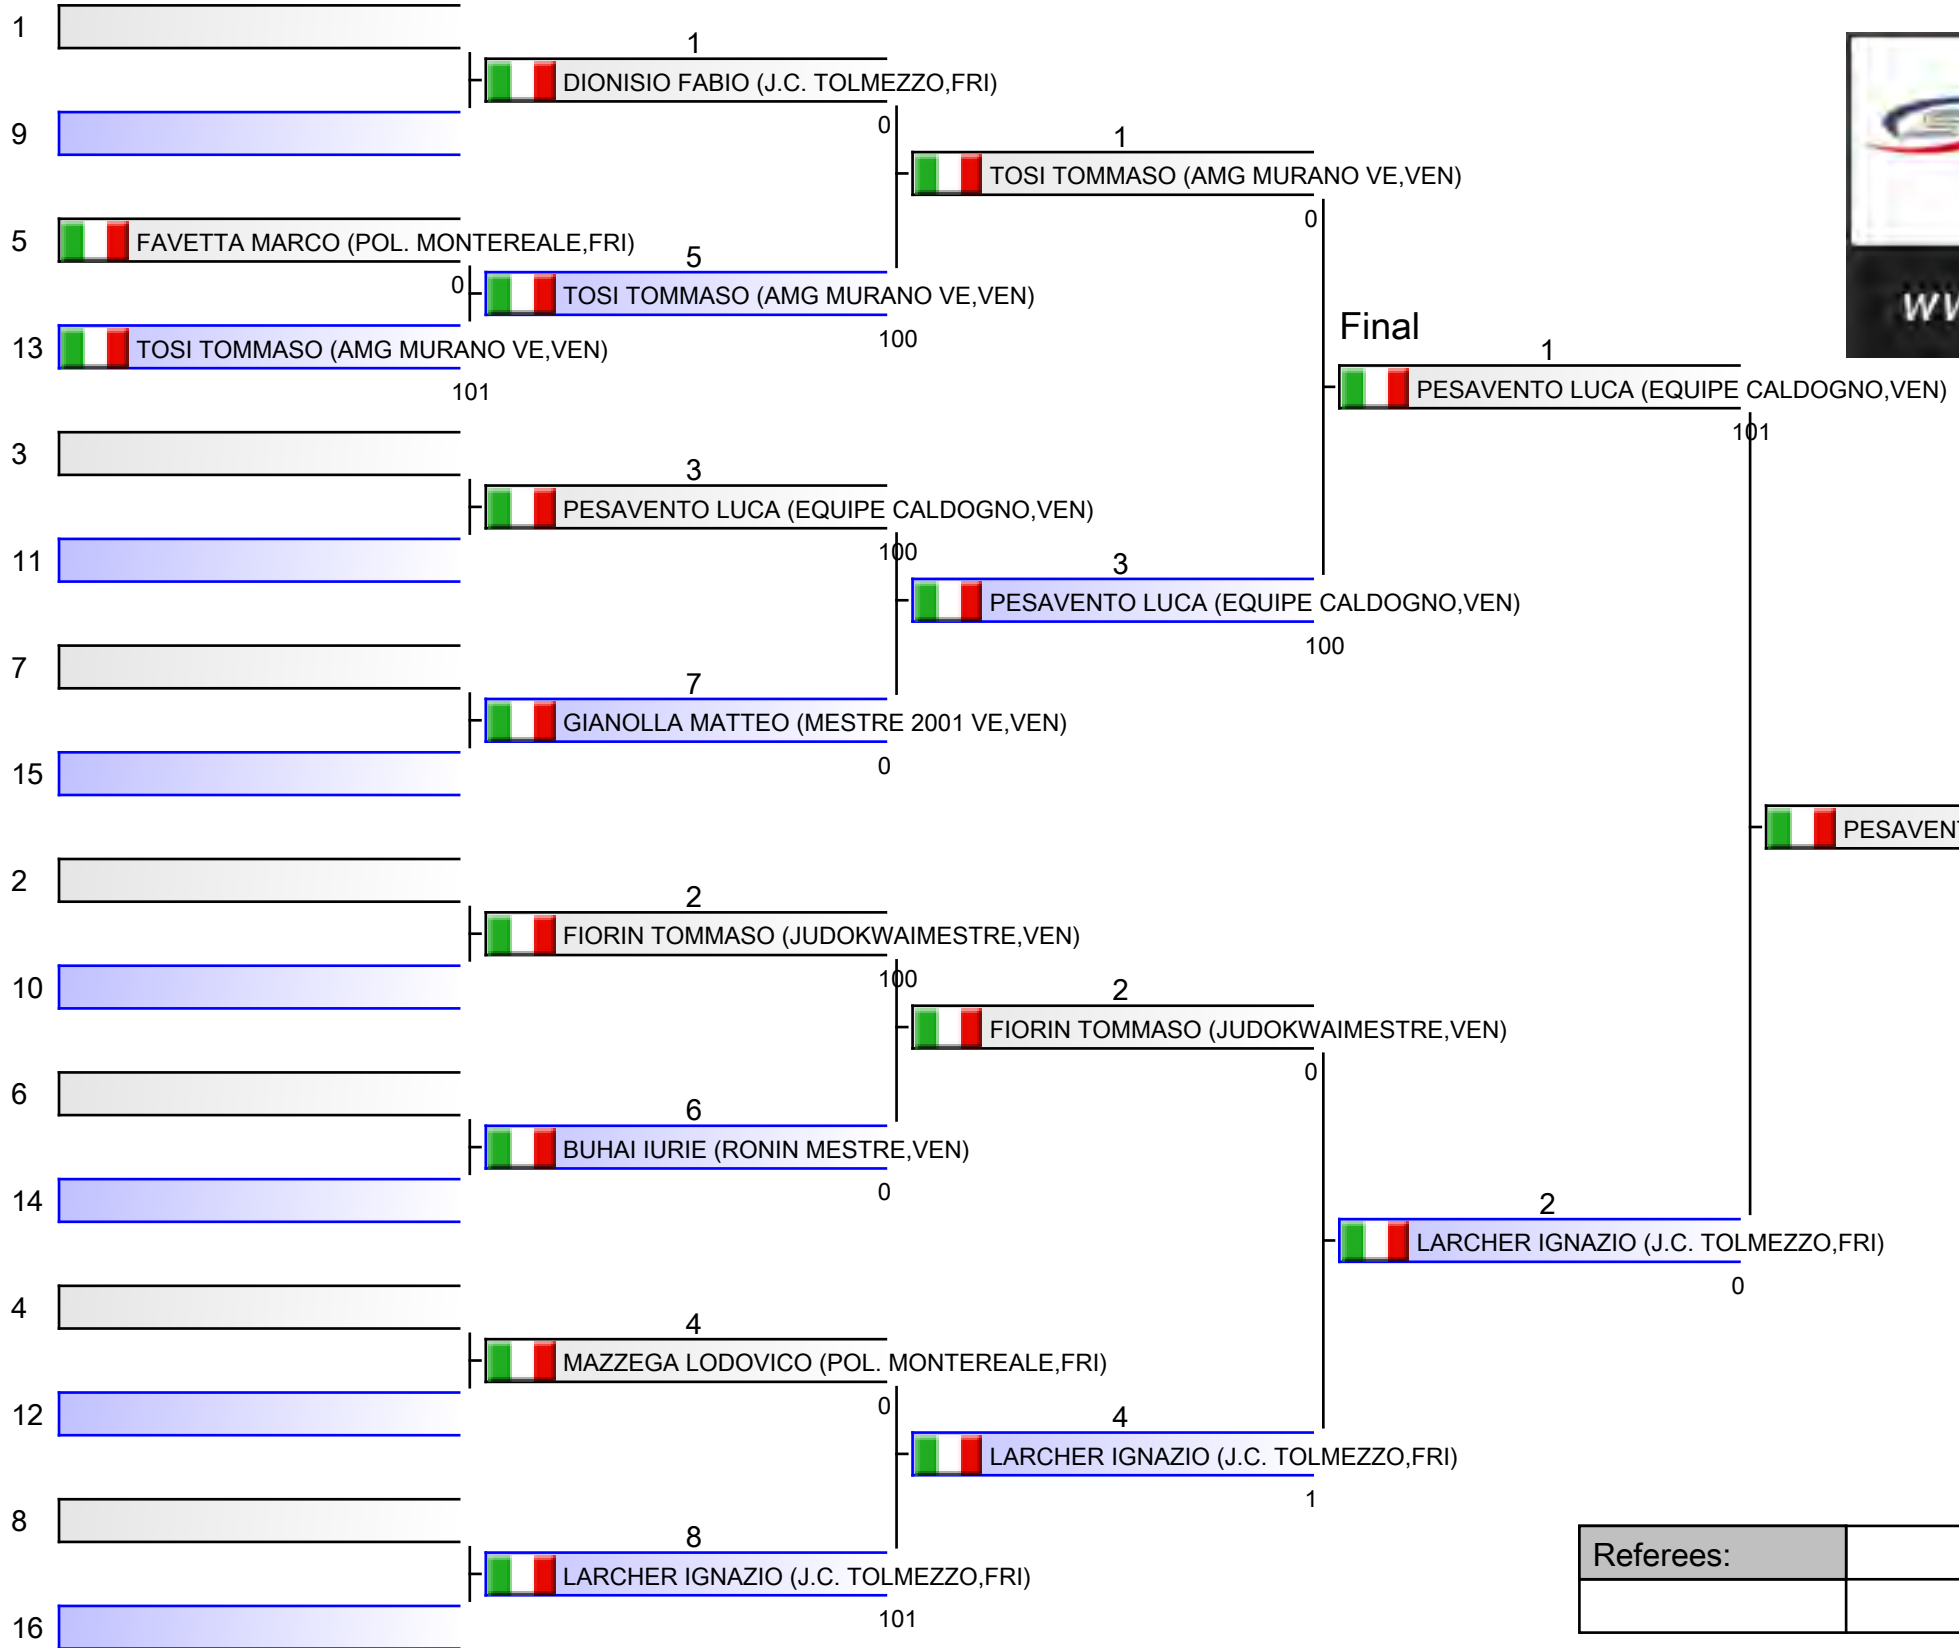 1
1
DIONISIO FABIO (J.C. TOLMEZZO,FRI)
0
9
1
TOSI TOMMASO (AMG MURANO VE,VEN)
0
5
FAVETTA MARCO (POL. MONTEREALE,FRI)
0
5
TOSI TOMMASO (AMG MURANO VE,VEN)
100
13
TOSI TOMMASO (AMG MURANO VE,VEN)
101
Final
1
PESAVENTO LUCA (EQUIPE CALDOGNO,VEN)
101
3
3
PESAVENTO LUCA (EQUIPE CALDOGNO,VEN)
100
11
3
PESAVENTO LUCA (EQUIPE CALDOGNO,VEN)
100
7
7
GIANOLLA MATTEO (MESTRE 2001 VE,VEN)
0
15
PESAVENT
2
2
FIORIN TOMMASO (JUDOKWAIMESTRE,VEN)
100
10
2
FIORIN TOMMASO (JUDOKWAIMESTRE,VEN)
0
6
6
BUHAI IURIE (RONIN MESTRE,VEN)
0
14
2
LARCHER IGNAZIO (J.C. TOLMEZZO,FRI)
0
4
4
MAZZEGA LODOVICO (POL. MONTEREALE,FRI)
0
12
4
LARCHER IGNAZIO (J.C. TOLMEZZO,FRI)
1
8
8
LARCHER IGNAZIO (J.C. TOLMEZZO,FRI)
101
16
Referees: